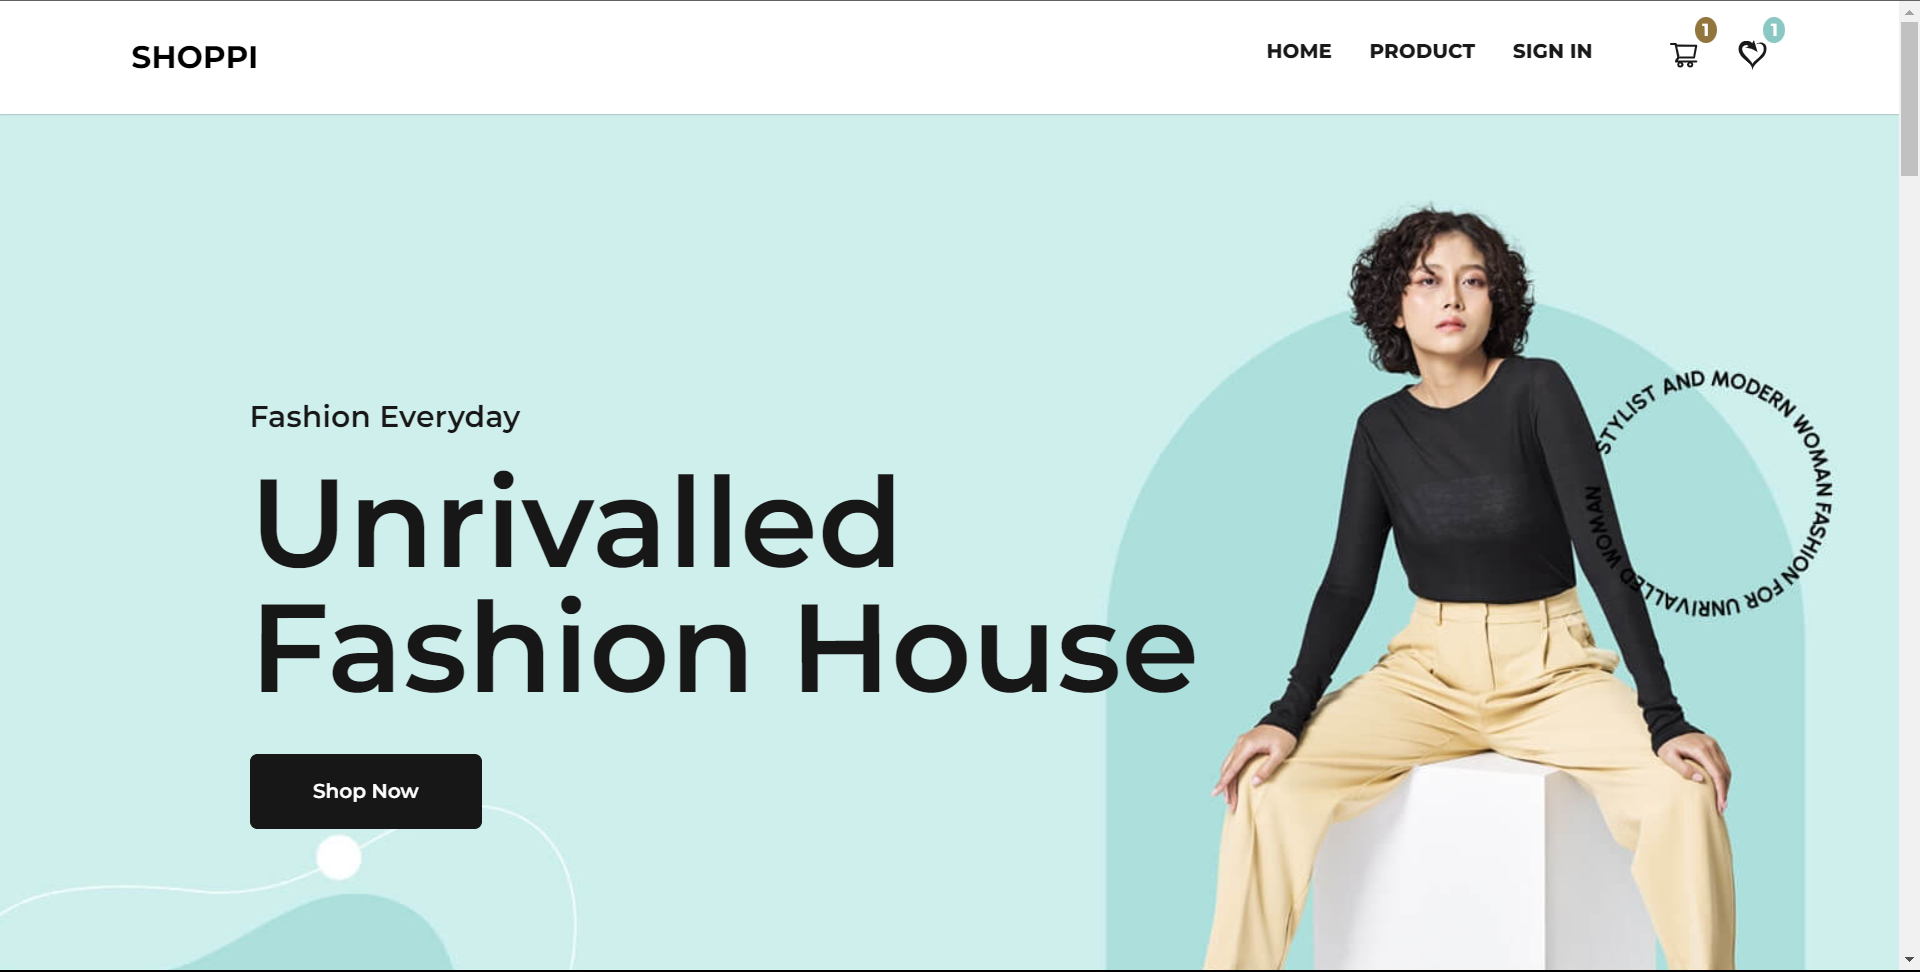 SHOPPI
HOME PRODUCT SIGN IN 1 1
Fashion Everyday
Unrivalled
Fashion House
Shop Now
STYLIST AND MODERN WOMAN FASHION FOR UNRIVALLED WOMAN